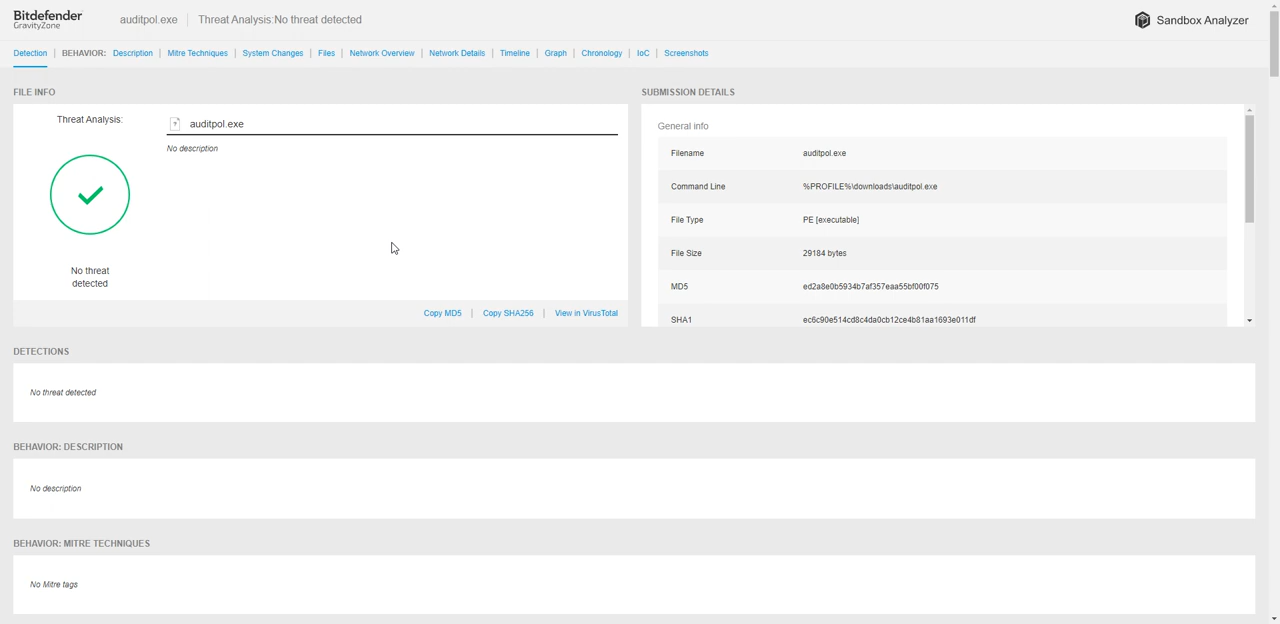 Bitdefender
GravityZone
auditpol.exe
Threat Analysis:No threat detected
Sandbox Analyzer
Detection
BEHAVIOR:
Description
Mitre Techniques
System Changes
Files
Network Overview
Network Details
Timeline
Graph
Chronology
IoC
Screenshots
FILE INFO
Threat Analysis:
No threat
detected
auditpol.exe
No description
Copy MD5
Copy SHA256
View in VirusTotal
SUBMISSION DETAILS
General info
Filename auditpol.exe
Command Line %PROFILE%\downloads\auditpol.exe
File Type PE [executable]
File Size 29184 bytes
MD5 ed2a8e0b5934b7af357eaa55bf00f075
SHA1 ec6c90e514cd8c4da0cb12ce4b81aa1693e011df
DETECTIONS
No threat detected
BEHAVIOR: DESCRIPTION
No description
BEHAVIOR: MITRE TECHNIQUES
No Mitre tags